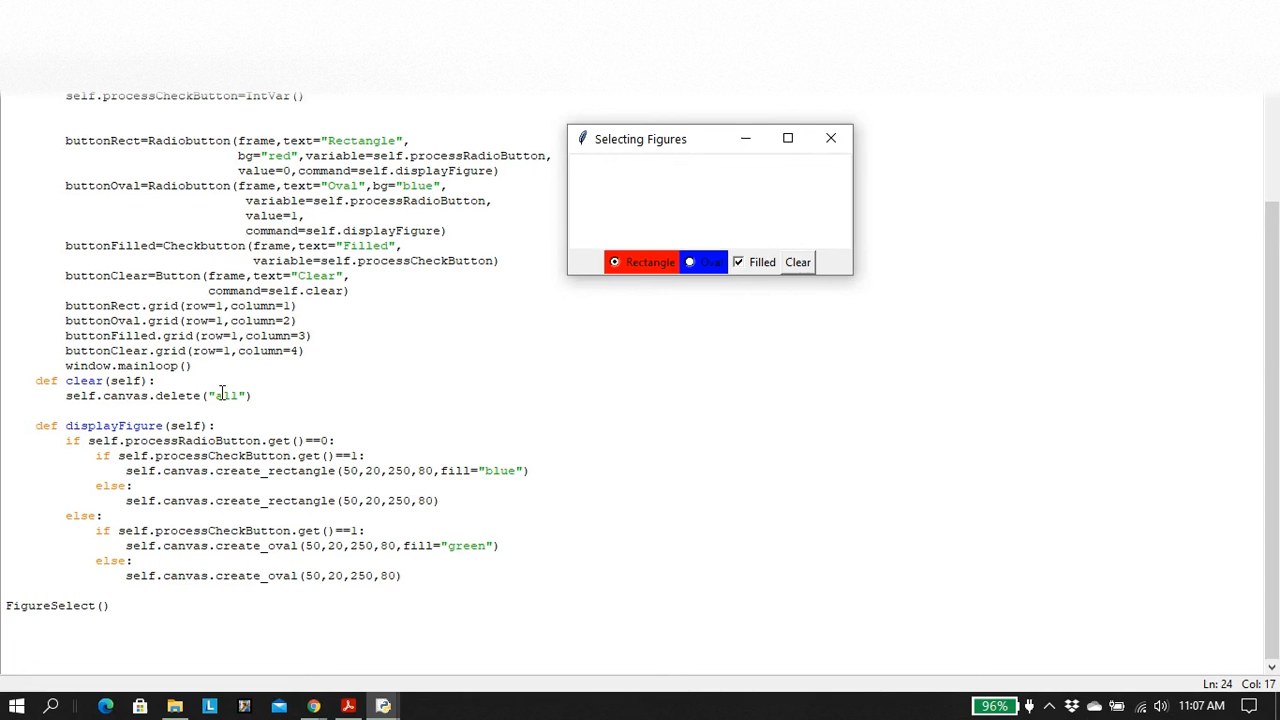 self.processCheckButton=IntVar()
buttonRect=Radiobutton(frame,text="Rectangle",
bg="red",variable=self.processRadioButton,
value=0,command=self.displayFigure)
buttonOval=Radiobutton(frame,text="Oval",bg="blue",
variable=self.processRadioButton,
value=1,
command=self.displayFigure)
buttonFilled=Checkbutton(frame,text="Filled",
variable=self.processCheckButton)
buttonClear=Button(frame,text="Clear",
command=self.clear)
buttonRect.grid(row=1,column=1)
buttonOval.grid(row=1,column=2)
buttonFilled.grid(row=1,column=3)
buttonClear.grid(row=1,column=4)
window.mainloop()
def clear(self):
self.canvas.delete("all")
def displayFigure(self):
if self.processRadioButton.get()==0:
if self.processCheckButton.get()==1:
self.canvas.create_rectangle(50,20,250,80,fill="blue")
else:
self.canvas.create_rectangle(50,20,250,80)
else:
if self.processCheckButton.get()==1:
self.canvas.create_oval(50,20,250,80,fill="green")
else:
self.canvas.create_oval(50,20,250,80)
FigureSelect()
Selecting Figures
Rectangle Oval Filled Clear
Ln: 24 Col: 17
96% 11:07 AM